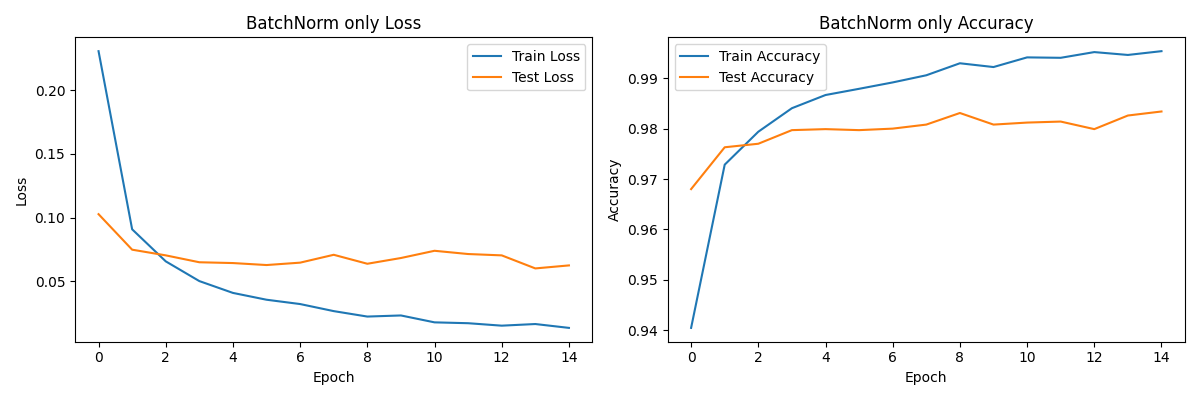 BatchNorm only Loss
Train Loss
Test Loss
Loss
0.20
0.15
0.10
0.05
0 2 4 6 8 10 12 14
Epoch
BatchNorm only Accuracy
Train Accuracy
Test Accuracy
Accuracy
0.99
0.98
0.97
0.96
0.95
0.94
0 2 4 6 8 10 12 14
Epoch